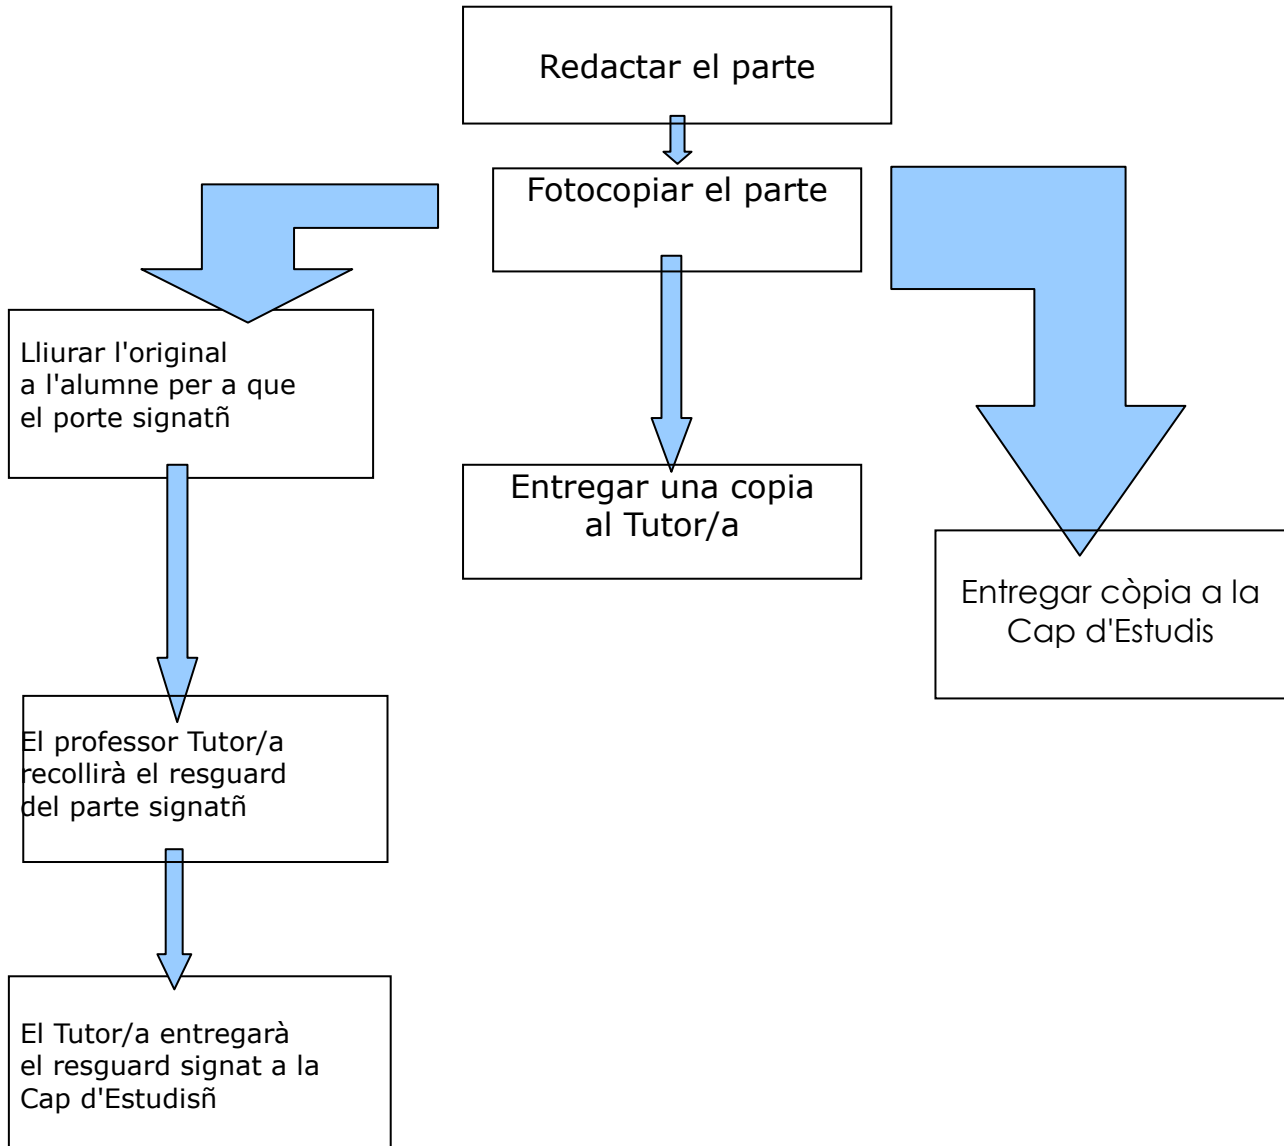 Redactar el parte
Fotocopiar el parte
Lliurar l'original
a l'alumne per a que
el porte signatñ
Entregar una copia
al Tutor/a
Entregar còpia a la
Cap d'Estudis
El professor Tutor/a
recollirà el resguard
del parte signatñ
El Tutor/a entregarà
el resguard signat a la
Cap d'Estudisñ